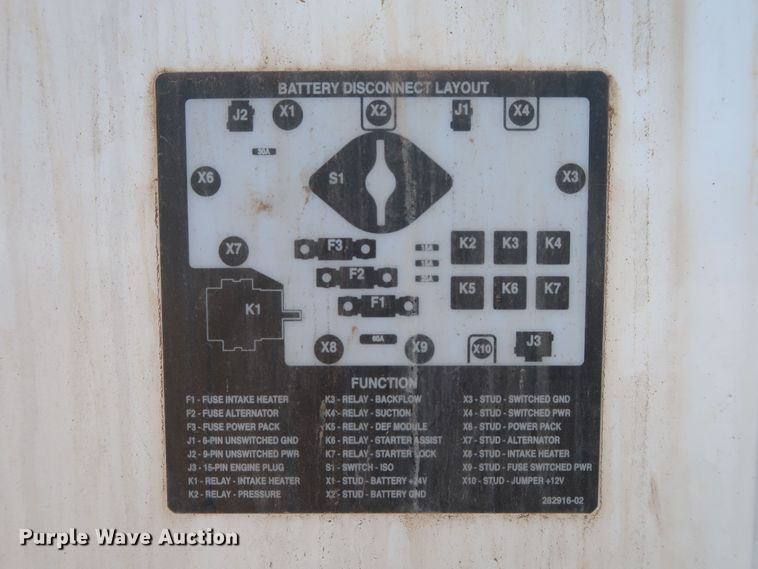 BATTERY DISCONNECT LAYOUT
J2 X1 X2 J1 X4
50A
X6 S1 X3
X7 F3 15A K2 K3 K4
F2 15A
F1 30A K5 K6 K7
K1
X8 60A X9 X10 J3
FUNCTION
F1 - FUSE INTAKE HEATER
F2 - FUSE ALTERNATOR
F3 - FUSE POWER PACK
J1 - 6-PIN UNSWITCHED GND
J2 - 9-PIN UNSWITCHED PWR
J3 - 15-PIN ENGINE PLUG
K1 - RELAY - INTAKE HEATER
K2 - RELAY - PRESSURE
K3 - RELAY - BACKFLOW
K4 - RELAY - SUCTION
K5 - RELAY - DEF MODULE
K6 - RELAY - STARTER ASSIST
K7 - RELAY - STARTER LOCK
S1 - SWITCH - ISO
X1 - STUD - BATTERY +24V
X2 - STUD - BATTERY GND
X3 - STUD - SWITCHED GND
X4 - STUD - SWITCHED PWR
X6 - STUD - POWER PACK
X7 - STUD - ALTERNATOR
X8 - STUD - INTAKE HEATER
X9 - STUD - FUSE SWITCHED PWR
X10 - STUD - JUMPER +12V
282916-02
Purple Wave Auction